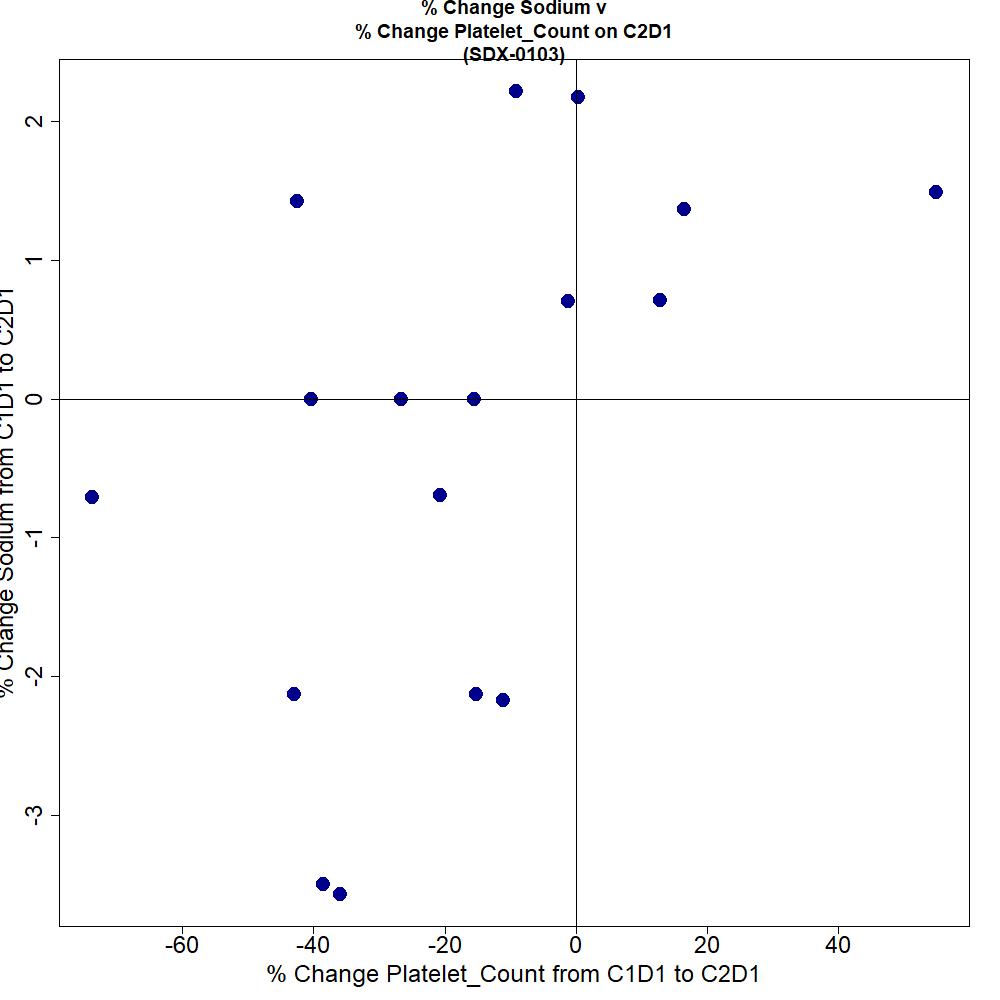 % Change Sodium v
% Change Platelet_Count on C2D1
(SDX-0103)
% Change Sodium from C1D1 to C2D1
2
1
0
-1
-2
-3
-60
-40
-20
0
20
40
% Change Platelet_Count from C1D1 to C2D1